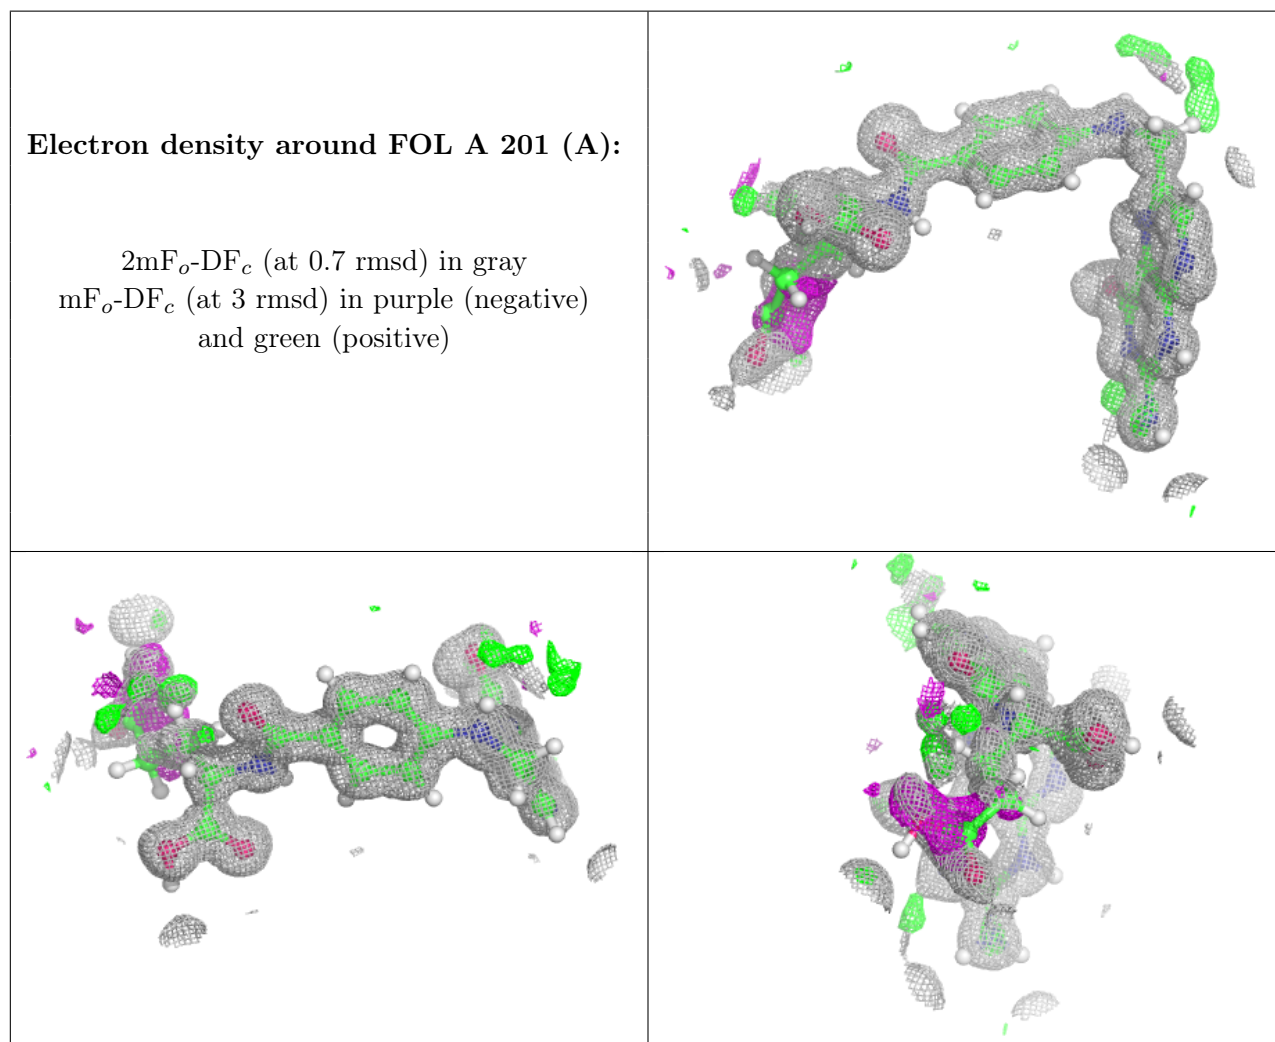 Electron density around FOL A 201 (A):
2mFₒ-DF𝒸 (at 0.7 rmsd) in gray
mFₒ-DF𝒸 (at 3 rmsd) in purple (negative)
and green (positive)